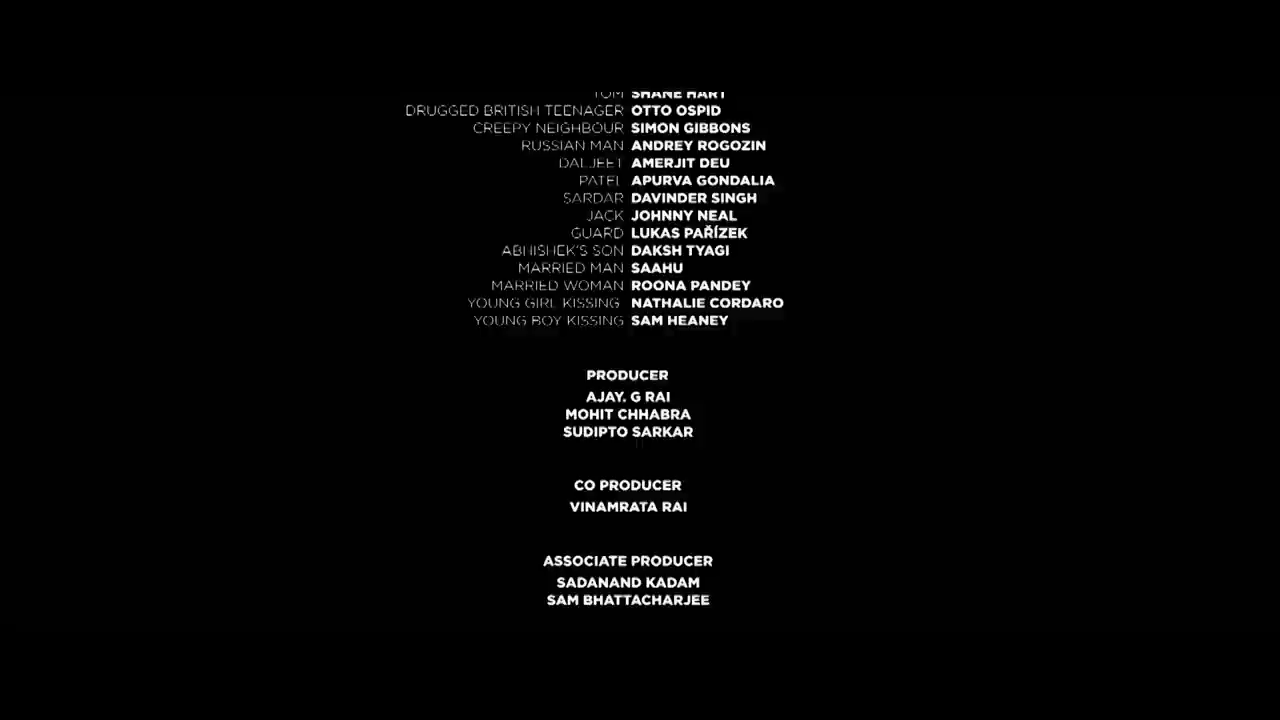 TOM SHANE HART
DRUGGED BRITISH TEENAGER OTTO OSPID
CREEPY NEIGHBOUR SIMON GIBBONS
RUSSIAN MAN ANDREY ROGOZIN
DALJEET AMERJIT DEU
PATEL APURVA GONDALIA
SARDAR DAVINDER SINGH
JACK JOHNNY NEAL
GUARD LUKAS PAŘÍZEK
ABHISHEK'S SON DAKSH TYAGI
MARRIED MAN SAAHU
MARRIED WOMAN ROONA PANDEY
YOUNG GIRL KISSING NATHALIE CORDARO
YOUNG BOY KISSING SAM HEANEY
PRODUCER
AJAY. G RAI
MOHIT CHHABRA
SUDIPTO SARKAR
CO PRODUCER
VINAMRATA RAI
ASSOCIATE PRODUCER
SADANAND KADAM
SAM BHATTACHARJEE